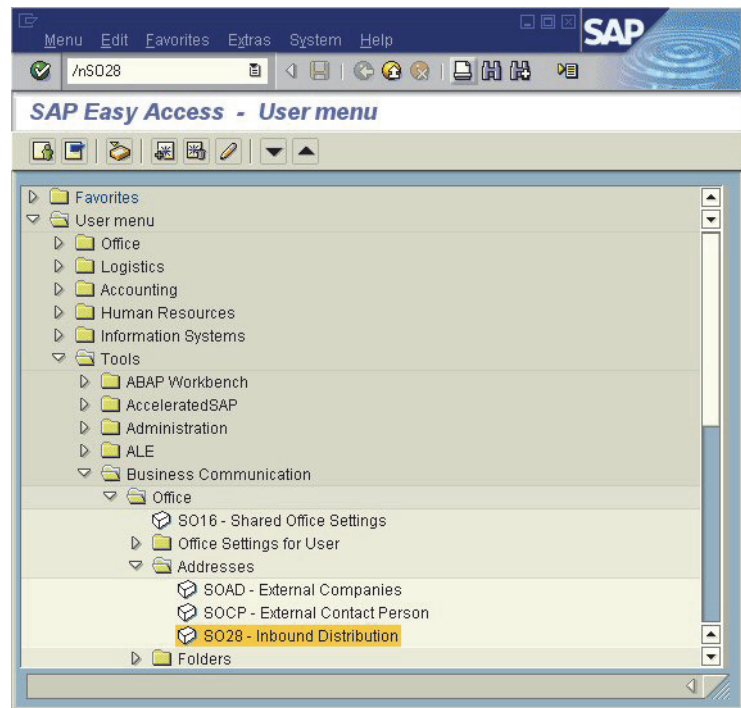 Menu Edit Favorites Extras System Help
SAP
/nSO28
SAP Easy Access - User menu
Favorites
User menu
Office
Logistics
Accounting
Human Resources
Information Systems
Tools
ABAP Workbench
AcceleratedSAP
Administration
ALE
Business Communication
Office
SO16 - Shared Office Settings
Office Settings for User
Addresses
SOAD - External Companies
SOCP - External Contact Person
SO28 - Inbound Distribution
Folders